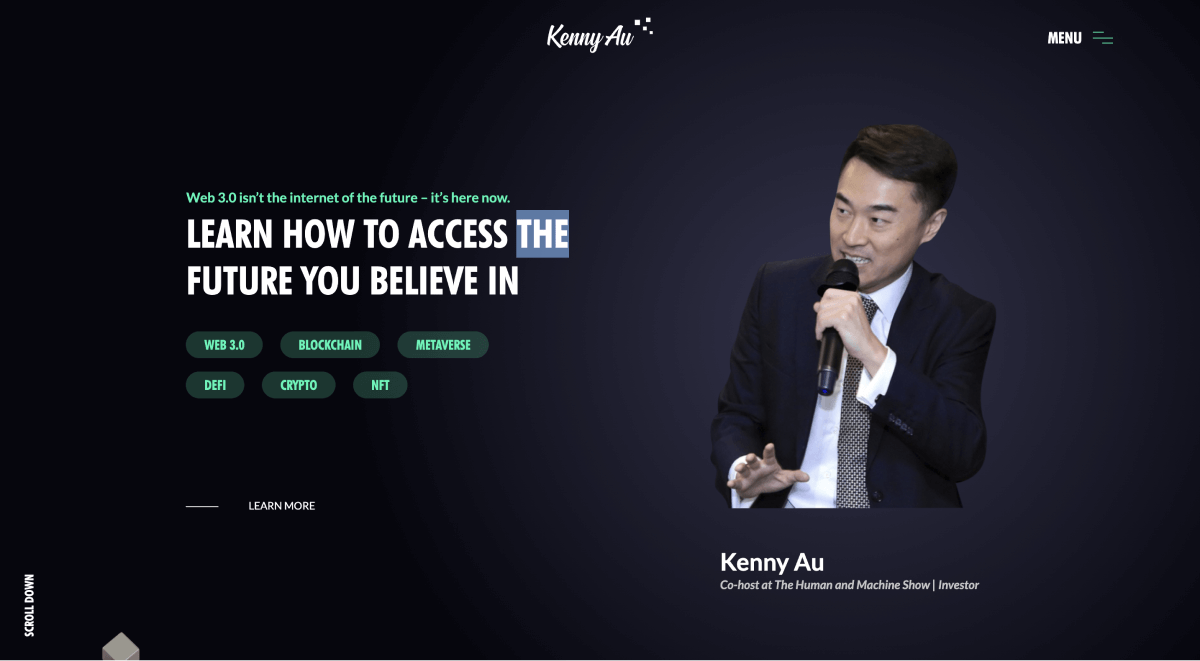 Kenny Au
MENU
Web 3.0 isn't the internet of the future – it's here now.
LEARN HOW TO ACCESS THE
FUTURE YOU BELIEVE IN
WEB 3.0
BLOCKCHAIN
METAVERSE
DEFI
CRYPTO
NFT
LEARN MORE
Kenny Au
Co-host at The Human and Machine Show | Investor
SCROLL DOWN